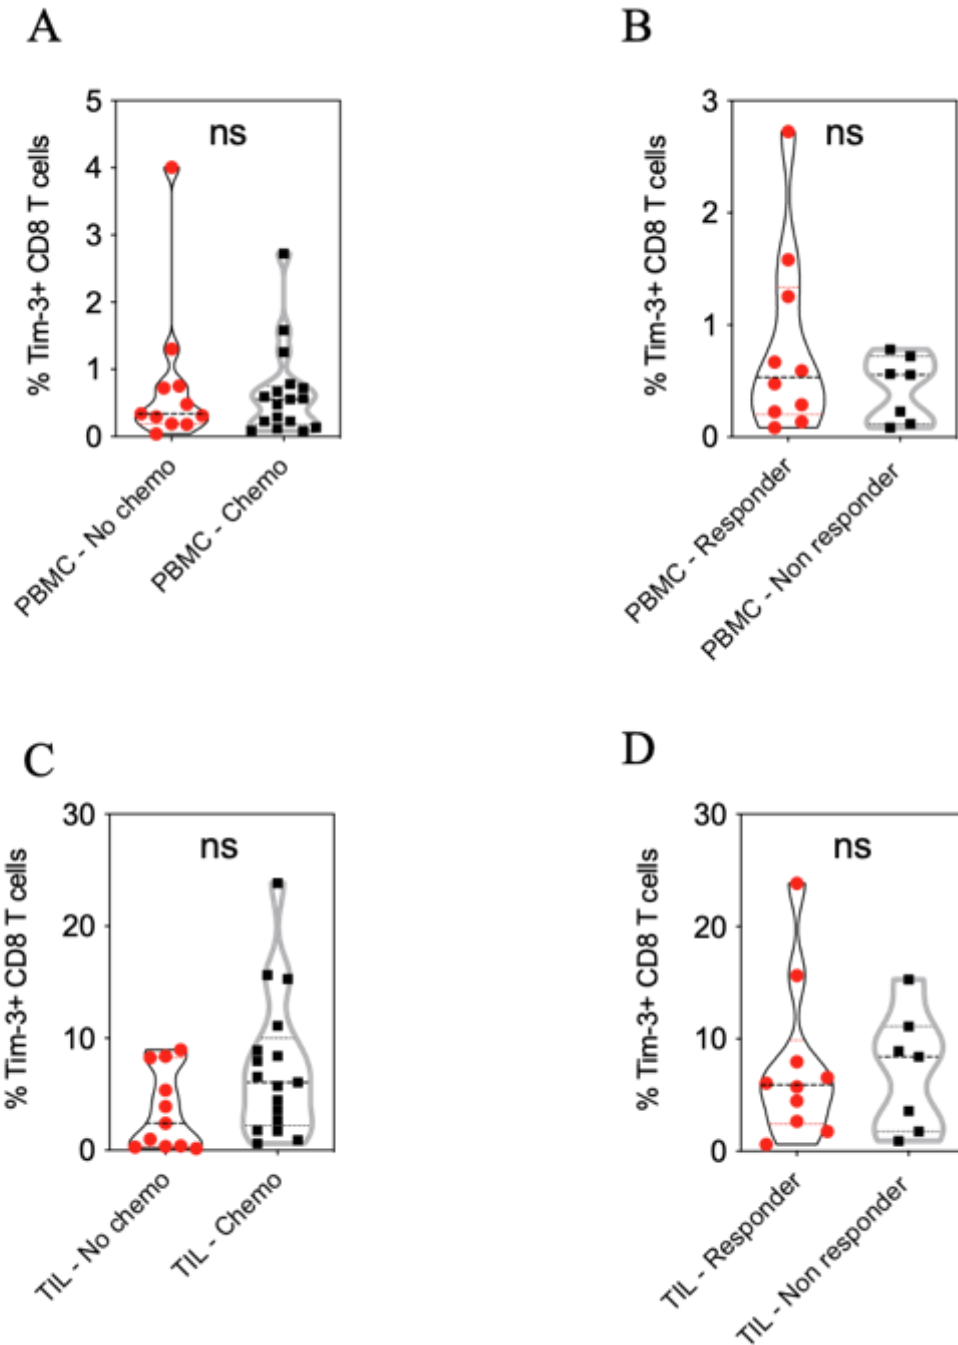 A
% Tim-3+ CD8 T cells
5
4
3
2
1
0
ns
PBMC - No chemo
PBMC - Chemo
B
% Tim-3+ CD8 T cells
3
2
1
0
ns
PBMC - Responder
PBMC - Non responder
C
% Tim-3+ CD8 T cells
30
20
10
0
ns
TIL - No chemo
TIL - Chemo
D
% Tim-3+ CD8 T cells
30
20
10
0
ns
TIL - Responder
TIL - Non responder